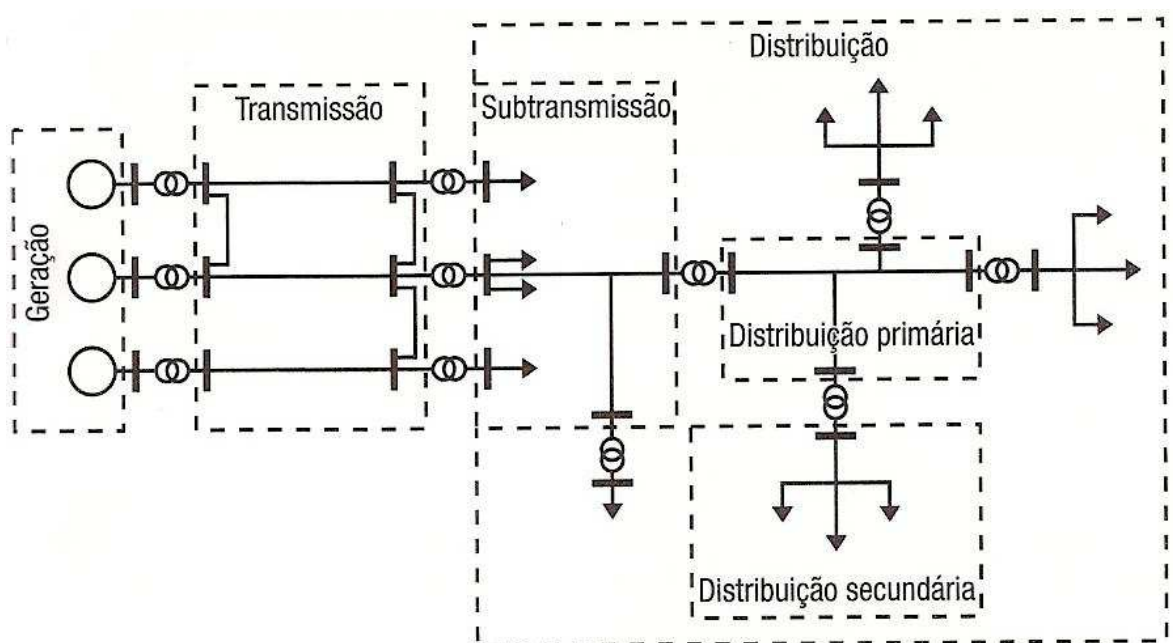 Distribuição
Transmissão
Subtransmissão
Geração
Distribuição primária
Distribuição secundária